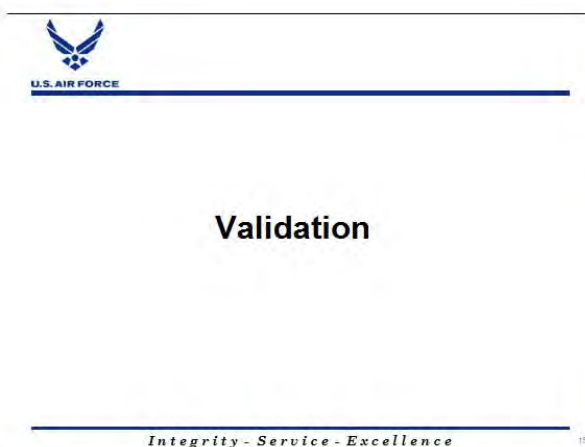 U.S. AIR FORCE
Validation
Integrity - Service - Excellence